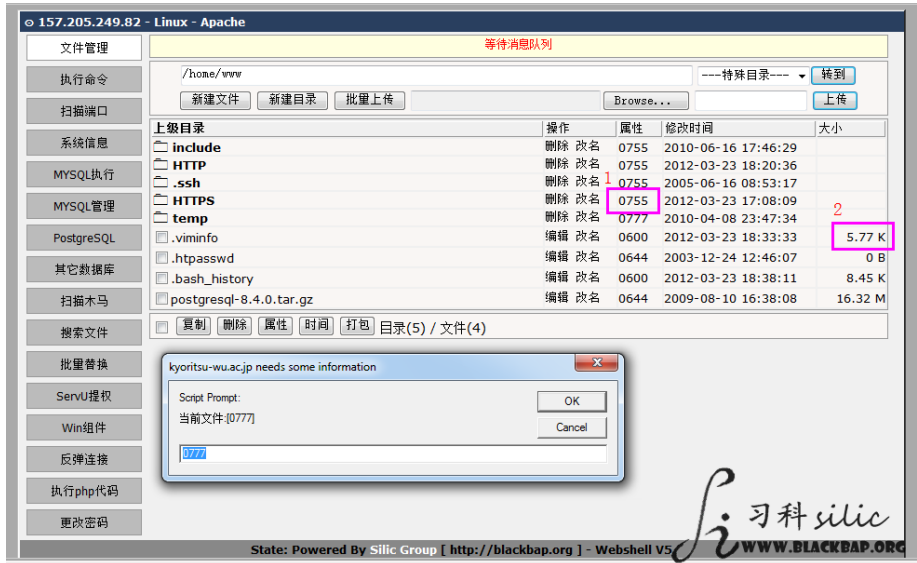 157.205.249.82 - Linux - Apache
文件管理
执行命令
扫描端口
系统信息
MYSQL执行
MYSQL管理
PostgreSQL
其它数据库
扫描木马
搜索文件
批量替换
ServU提权
Win组件
反弹连接
执行php代码
更改密码
等待消息队列
/home/www ---特殊目录--- 转到
新建文件 新建目录 批量上传 Browse... 上传
上级目录 操作 属性 修改时间 大小
include 删除 改名 0755 2010-06-16 17:46:29
HTTP 删除 改名 0755 2012-03-23 18:20:36
.ssh 删除 改名 1 0755 2005-06-16 08:53:17
HTTPS 删除 改名 0755 2012-03-23 17:08:09
temp 删除 改名 0777 2010-04-08 23:47:34 2
.viminfo 编辑 改名 0600 2012-03-23 18:33:33 5.77 K
.htpasswd 编辑 改名 0644 2003-12-24 12:46:07 0 B
.bash_history 编辑 改名 0600 2012-03-23 18:38:11 8.45 K
postgresql-8.4.0.tar.gz 编辑 改名 0644 2009-08-10 16:38:08 16.32 M
复制 删除 属性 时间 打包 目录(5) / 文件(4)
kyoritsu-wu.ac.jp needs some information
Script Prompt:
当前文件:[0777]
OK
Cancel
0777
习科 silic
WWW.BLACKBAP.ORG
State: Powered By Silic Group [ http://blackbap.org ] - Webshell V5